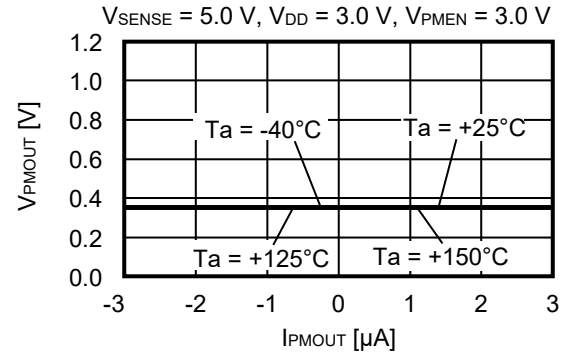 VSENSE = 5.0 V, VDD = 3.0 V, VPMEN = 3.0 V
VPMOUT [V]
1.2
1.0
0.8
0.6
0.4
0.2
0.0
Ta = -40°C
Ta = +25°C
Ta = +125°C
Ta = +150°C
-3 -2 -1 0 1 2 3
IPMOUT [µA]